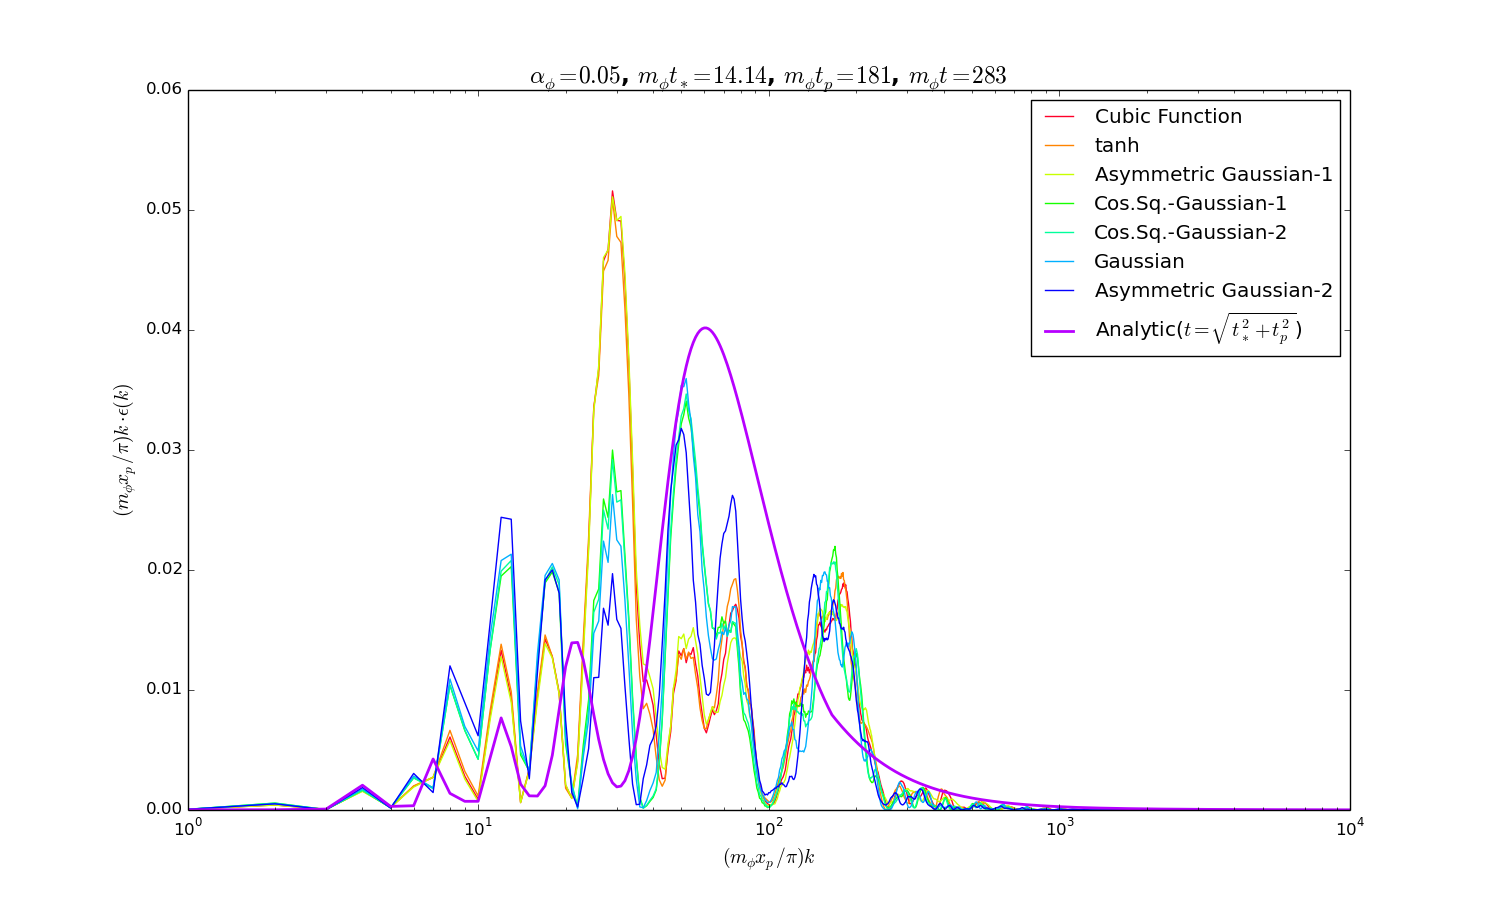 α_ϕ=0.05, m_ϕt_*=14.14, m_ϕt_p=181, m_ϕt=283
0.06
0.05
0.04
0.03
0.02
0.01
0.00
(m_ϕx_p/π)k·ϵ(k)
Cubic Function
tanh
Asymmetric Gaussian-1
Cos.Sq.-Gaussian-1
Cos.Sq.-Gaussian-2
Gaussian
Asymmetric Gaussian-2
Analytic(t=√(t_*^2+t_p^2))
10^0 10^1 10^2 10^3 10^4
(m_ϕx_p/π)k